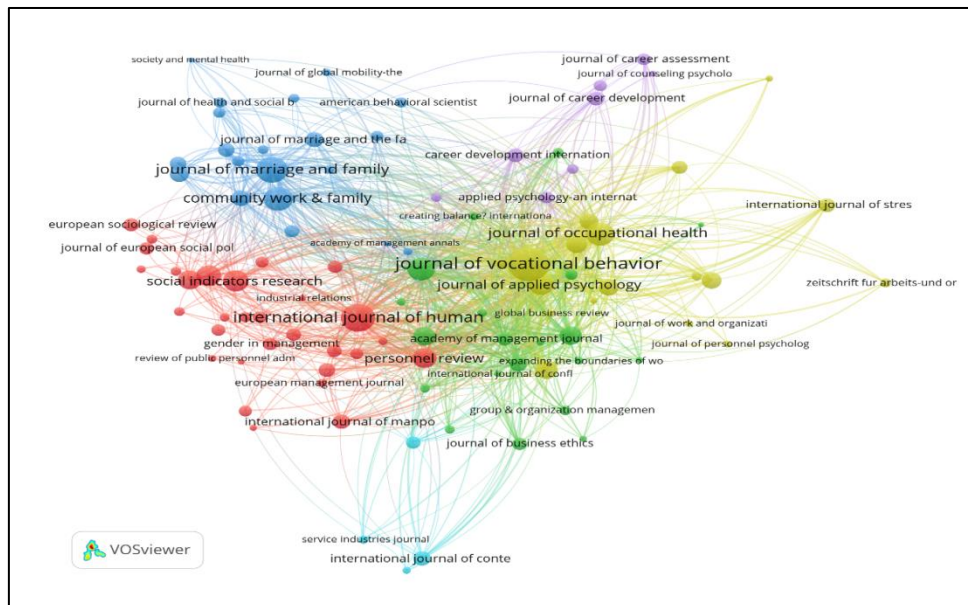 society and mental health
journal of career assessment
journal of global mobility-the
journal of counseling psycholo
journal of health and social b
american behavioral scientist
journal of career development
journal of marriage and the fa
career development internation
journal of marriage and family
community work & family
applied psychology-an internat
international journal of stres
creating balance? internationa
european sociological review
journal of occupational health
journal of european social pol
academy of management annals
journal of vocational behavior
social indicators research
journal of applied psychology
zeitschrift fur arbeits-und or
industrial relations
international journal of human
global business review
journal of work and organizati
academy of management journal
gender in management
journal of personnel psycholog
review of public personnel adm
personnel review
expanding the boundaries of wo
international journal of confl
european management journal
group & organization managemen
international journal of manpo
journal of business ethics
service industries journal
international journal of conte
VOSviewer